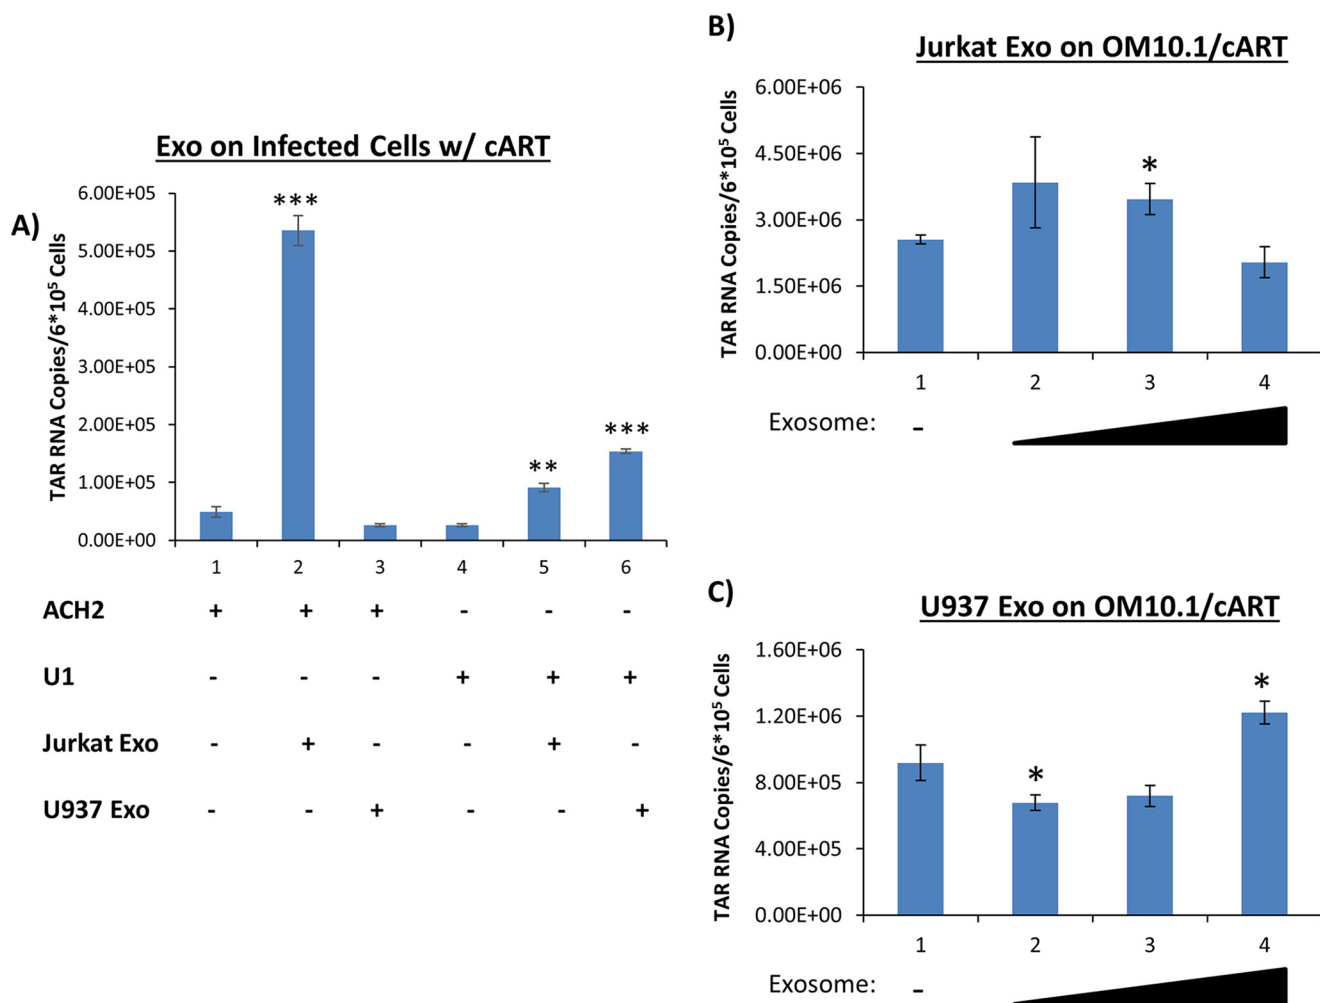 A)
Exo on Infected Cells w/ cART
TAR RNA Copies/6*10⁵ Cells
6.00E+05
5.00E+05
4.00E+05
3.00E+05
2.00E+05
1.00E+05
0.00E+00
***
**
***
1 2 3 4 5 6
ACH2 + + + - - -
U1 - - - + + +
Jurkat Exo - + - - + -
U937 Exo - - + - - +
B)
Jurkat Exo on OM10.1/cART
TAR RNA Copies/6*10⁵ Cells
6.00E+06
4.50E+06
3.00E+06
1.50E+06
0.00E+00
*
1 2 3 4
Exosome: -
C)
U937 Exo on OM10.1/cART
TAR RNA Copies/6*10⁵ Cells
1.60E+06
1.20E+06
8.00E+05
4.00E+05
0.00E+00
*
*
1 2 3 4
Exosome: -